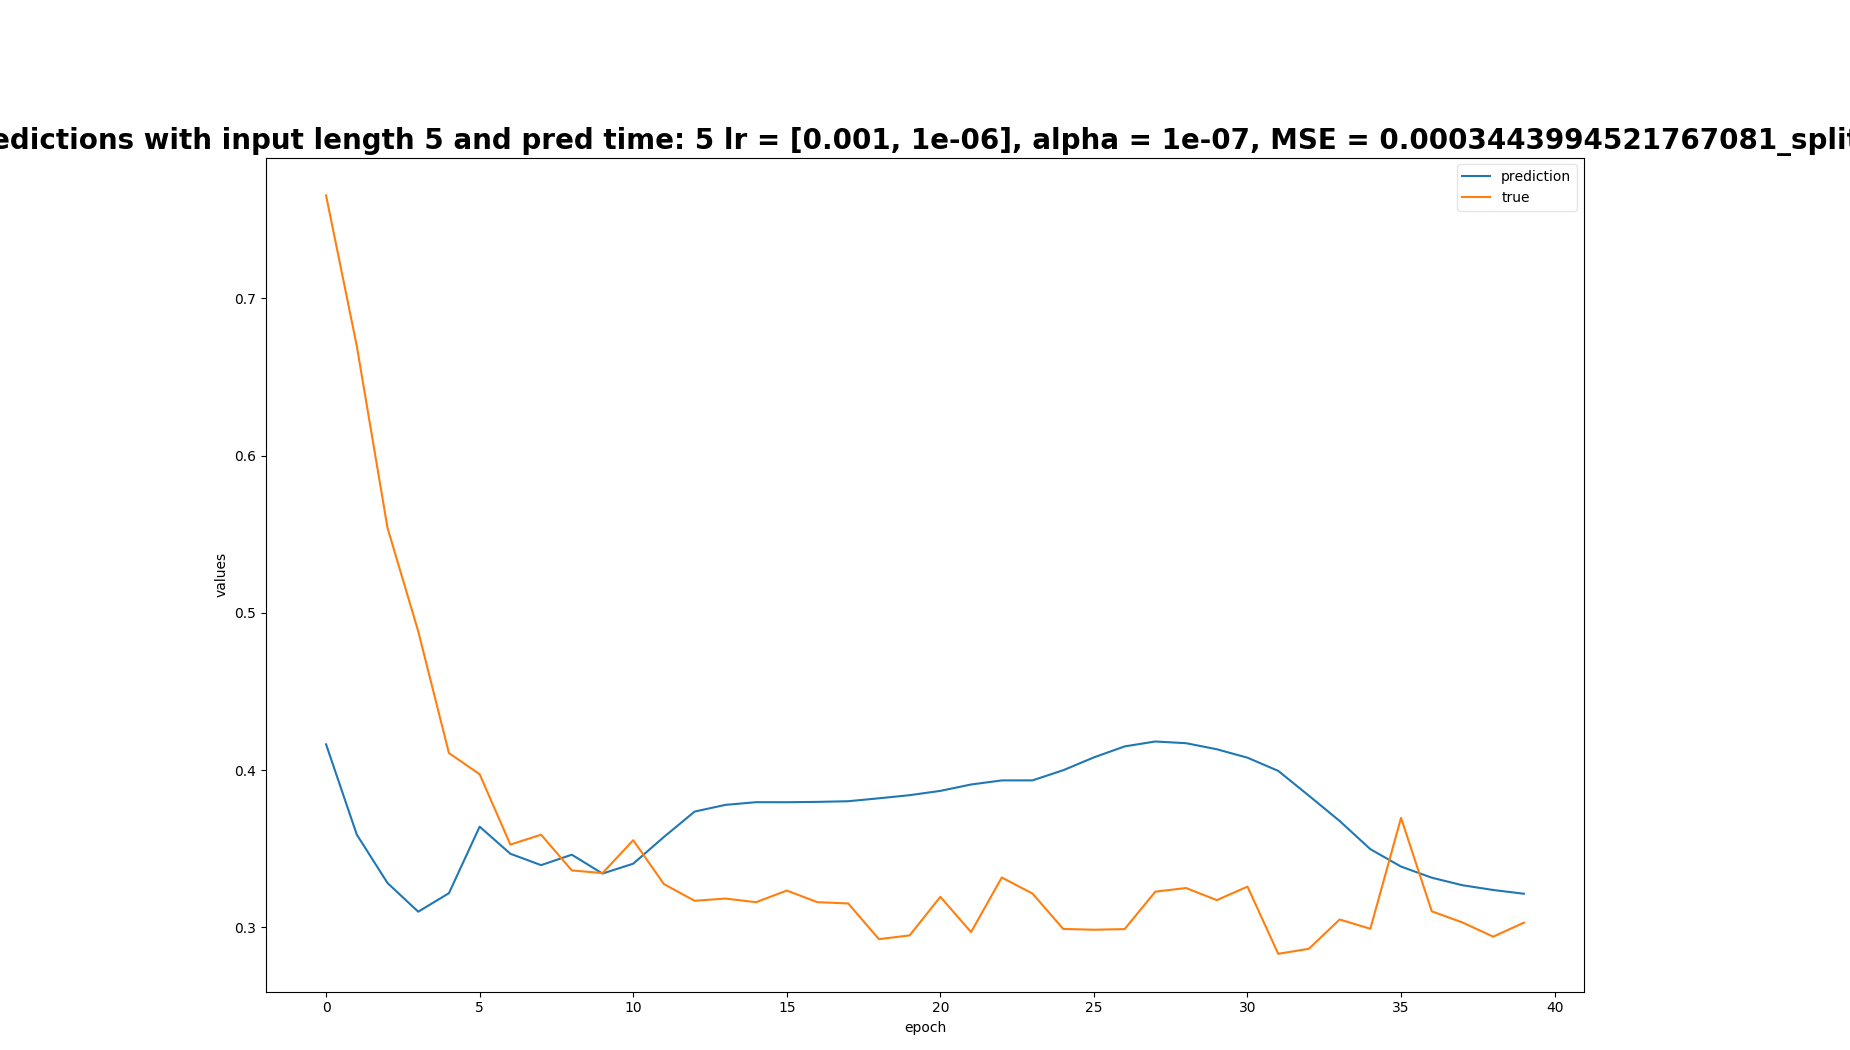 edictions with input length 5 and pred time: 5 lr = [0.001, 1e-06], alpha = 1e-07, MSE = 0.0003443994521767081_split
prediction
true
0.7
0.6
0.5
0.4
0.3
values
0 5 10 15 20 25 30 35 40
epoch